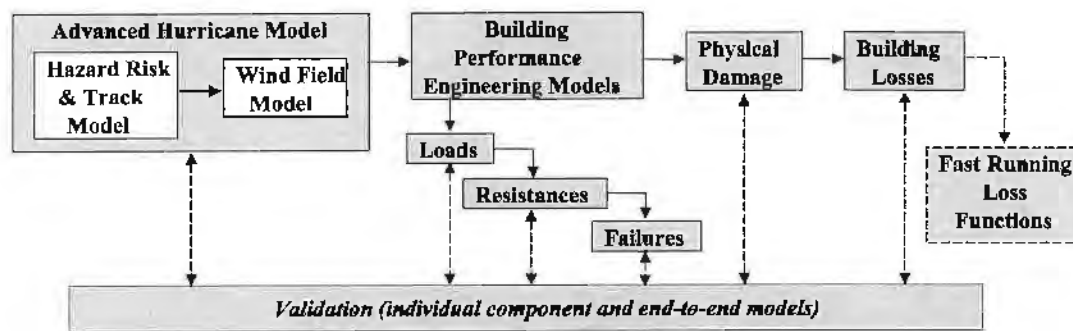 Advanced Hurricane Model
Hazard Risk
& Track
Model
Wind Field
Model
Building
Performance
Engineering Models
Loads
Resistances
Failures
Physical
Damage
Building
Losses
Fast Running
Loss
Functions
Validation (individual component and end-to-end models)